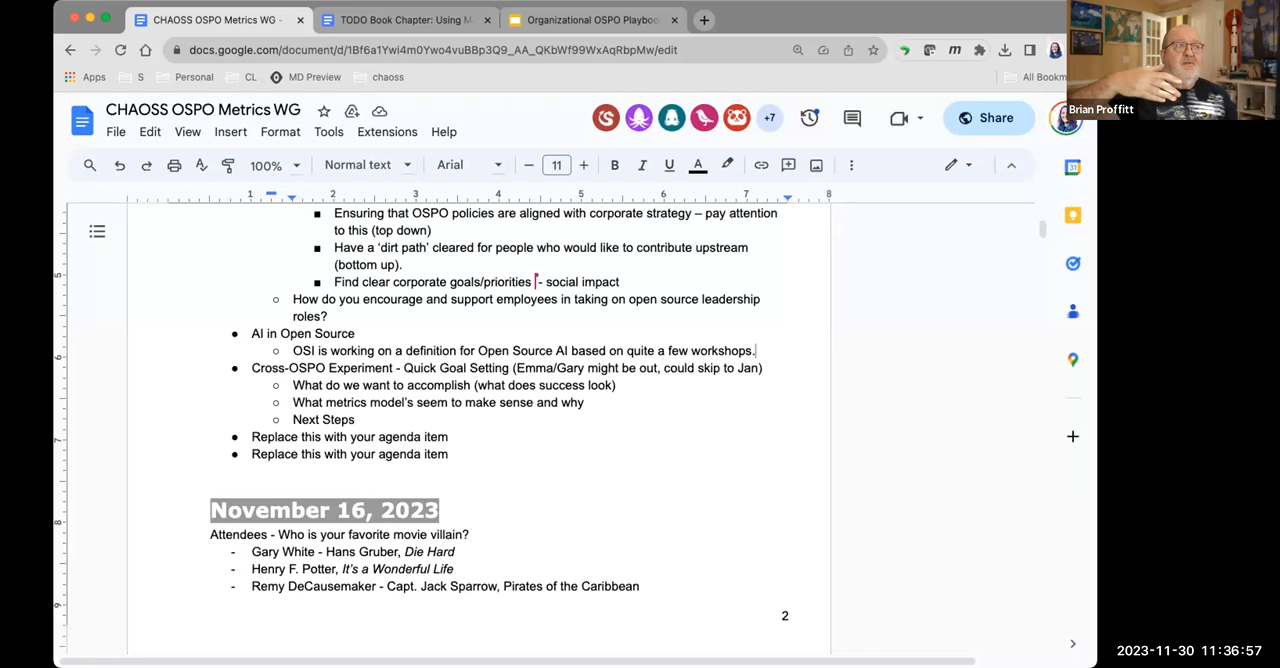 CHAOSS OSPO Metrics WG -
TODO Book Chapter: Using M
Organizational OSPO Playboo
docs.google.com/document/d/1Bf6a1Ywi4m0Ywo4vuBBp3Q9_AA_QKbWf99WxAqRbpMw/edit
Apps
S
Personal
CL
MD Preview
chaoss
All Bookm
Brian Proffitt
CHAOSS OSPO Metrics WG
File Edit View Insert Format Tools Extensions Help
+7
Share
100%
Normal text
Arial
11
B I U A
1 2 3 4 5 6 7 8
Ensuring that OSPO policies are aligned with corporate strategy – pay attention
to this (top down)
Have a ‘dirt path’ cleared for people who would like to contribute upstream
(bottom up).
Find clear corporate goals/priorities - social impact
How do you encourage and support employees in taking on open source leadership
roles?
AI in Open Source
OSI is working on a definition for Open Source AI based on quite a few workshops.
Cross-OSPO Experiment - Quick Goal Setting (Emma/Gary might be out, could skip to Jan)
What do we want to accomplish (what does success look)
What metrics model’s seem to make sense and why
Next Steps
Replace this with your agenda item
Replace this with your agenda item
November 16, 2023
Attendees - Who is your favorite movie villain?
- Gary White - Hans Gruber, Die Hard
- Henry F. Potter, It’s a Wonderful Life
- Remy DeCausemaker - Capt. Jack Sparrow, Pirates of the Caribbean
2
2023-11-30 11:36:57